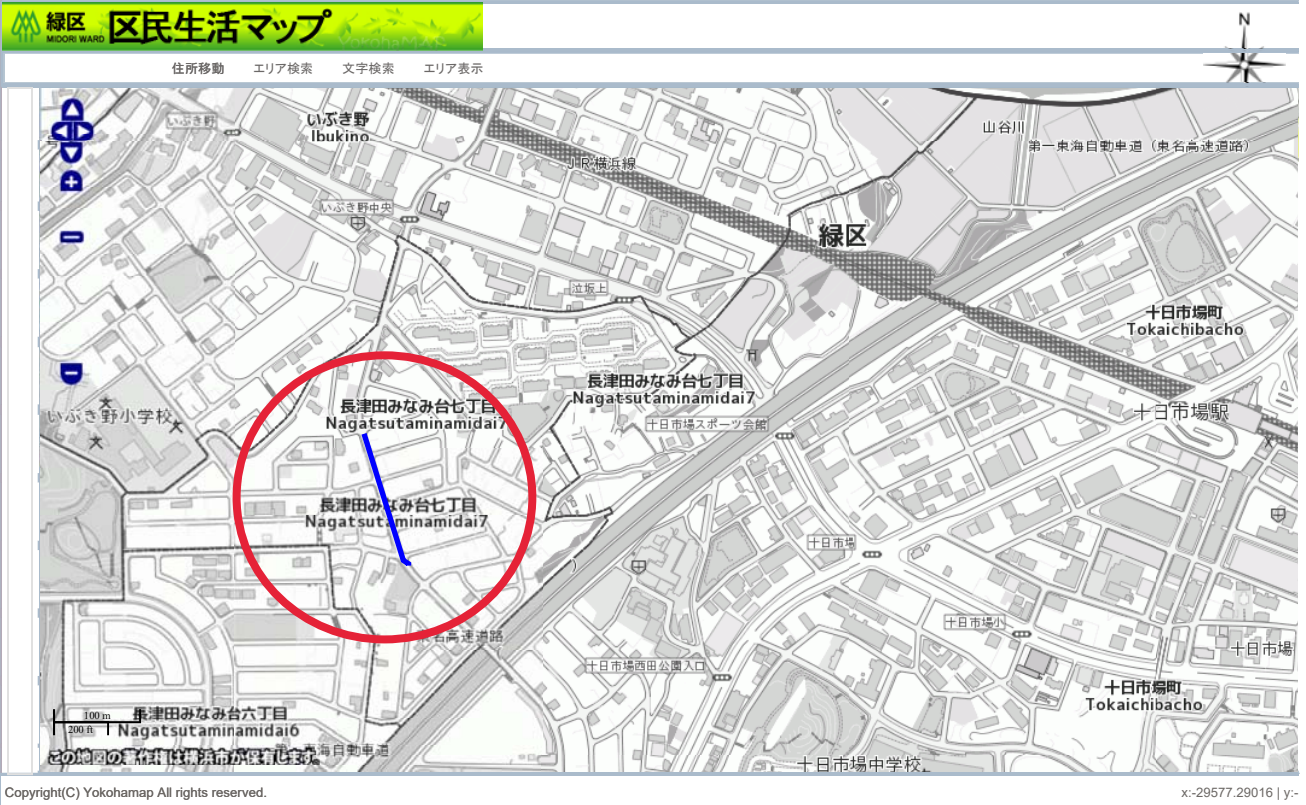 緑区
MIDORI WARD
区民生活マップ
YOKOHAMA
住所移動 エリア検索 文字検索 エリア表示
N
いぶき野
いぶき野
Ibukino
山谷川
第一東海自動車道（東名高速道路）
J R 横浜線
いぶき野中央
緑区
泣坂上
十日市場町
Tokaichibacho
長津田みなみ台七丁目
Nagatsutaminamidai7
長津田みなみ台七丁目
Nagatsutaminamidai7
いぶき野小学校
十日市場スポーツ会館
十日市場駅
長津田みなみ台七丁目
Nagatsutaminamidai7
十日市場
十日市場小
東名高速道路
十日市場
十日市場西田公園入口
十日市場町
Tokaichibacho
100 m
200 ft
長津田みなみ台六丁目
Nagatsutaminamidai6
第一東海自動車道
この地図の著作権は横浜市が保有します。
十日市場中学校
Copyright(C) Yokohamap All rights reserved.
x:-29577.29016 | y:-